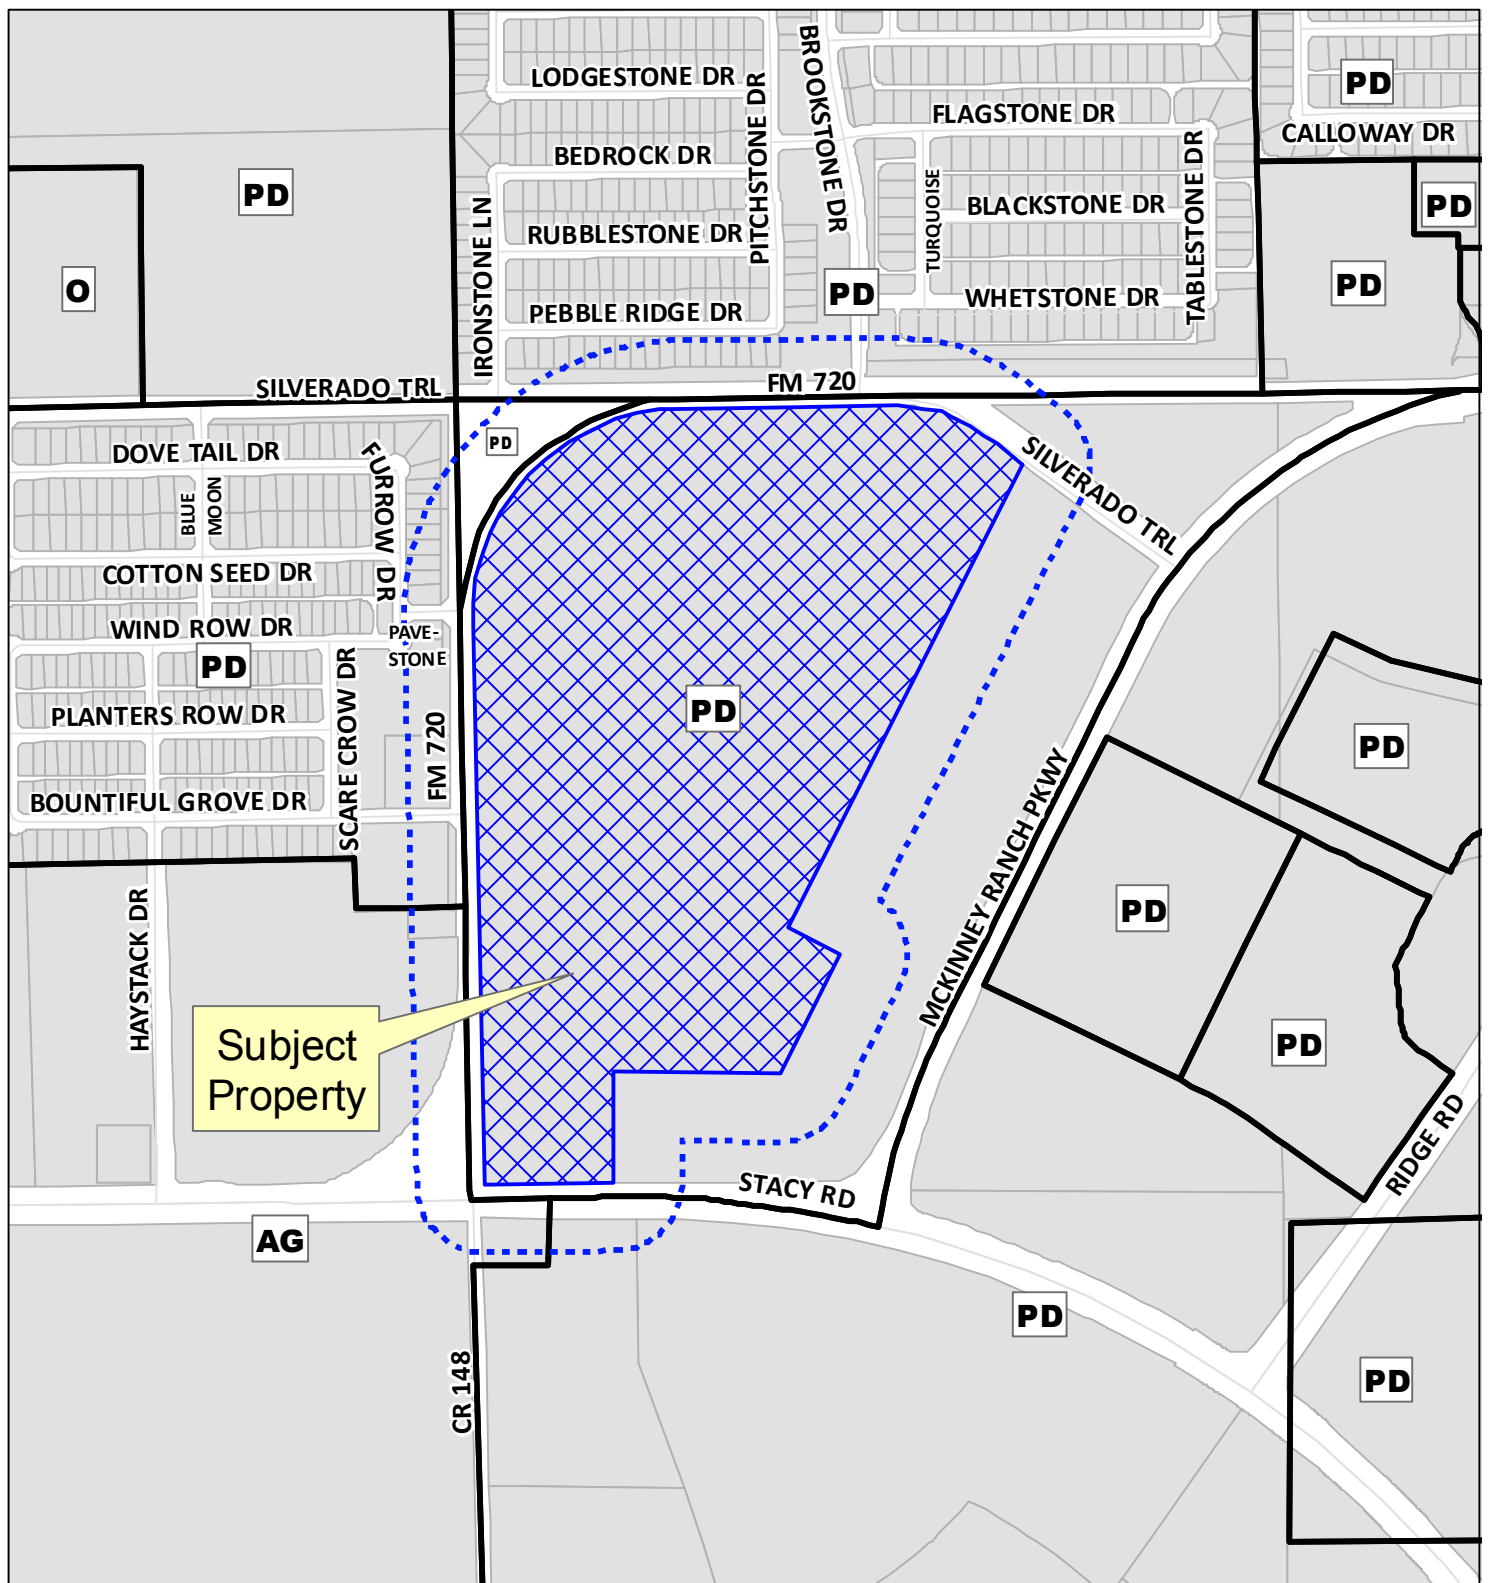 LODGESTONE DR
BROOKSTONE DR
PD
FLAGSTONE DR
CALLOWAY DR
BEDROCK DR
PITCHSTONE DR
TABLESTONE DR
PD
IRONSTONE LN
TURQUOISE
BLACKSTONE DR
PD
RUBBLESTONE DR
O
PD
WHETSTONE DR
PD
PEBBLE RIDGE DR
SILVERADO TRL
FM 720
PD
DOVE TAIL DR
FURROW DR
SILVERADO TRL
BLUE
MOON
COTTON SEED DR
WIND ROW DR
PAVE-
STONE
PD
SCARE CROW DR
PLANTERS ROW DR
PD
PD
FM 720
BOUNTIFUL GROVE DR
MCKINNEY RANCH PKWY
HAYSTACK DR
PD
Subject
Property
PD
RIDGE RD
STACY RD
AG
PD
CR 148
PD